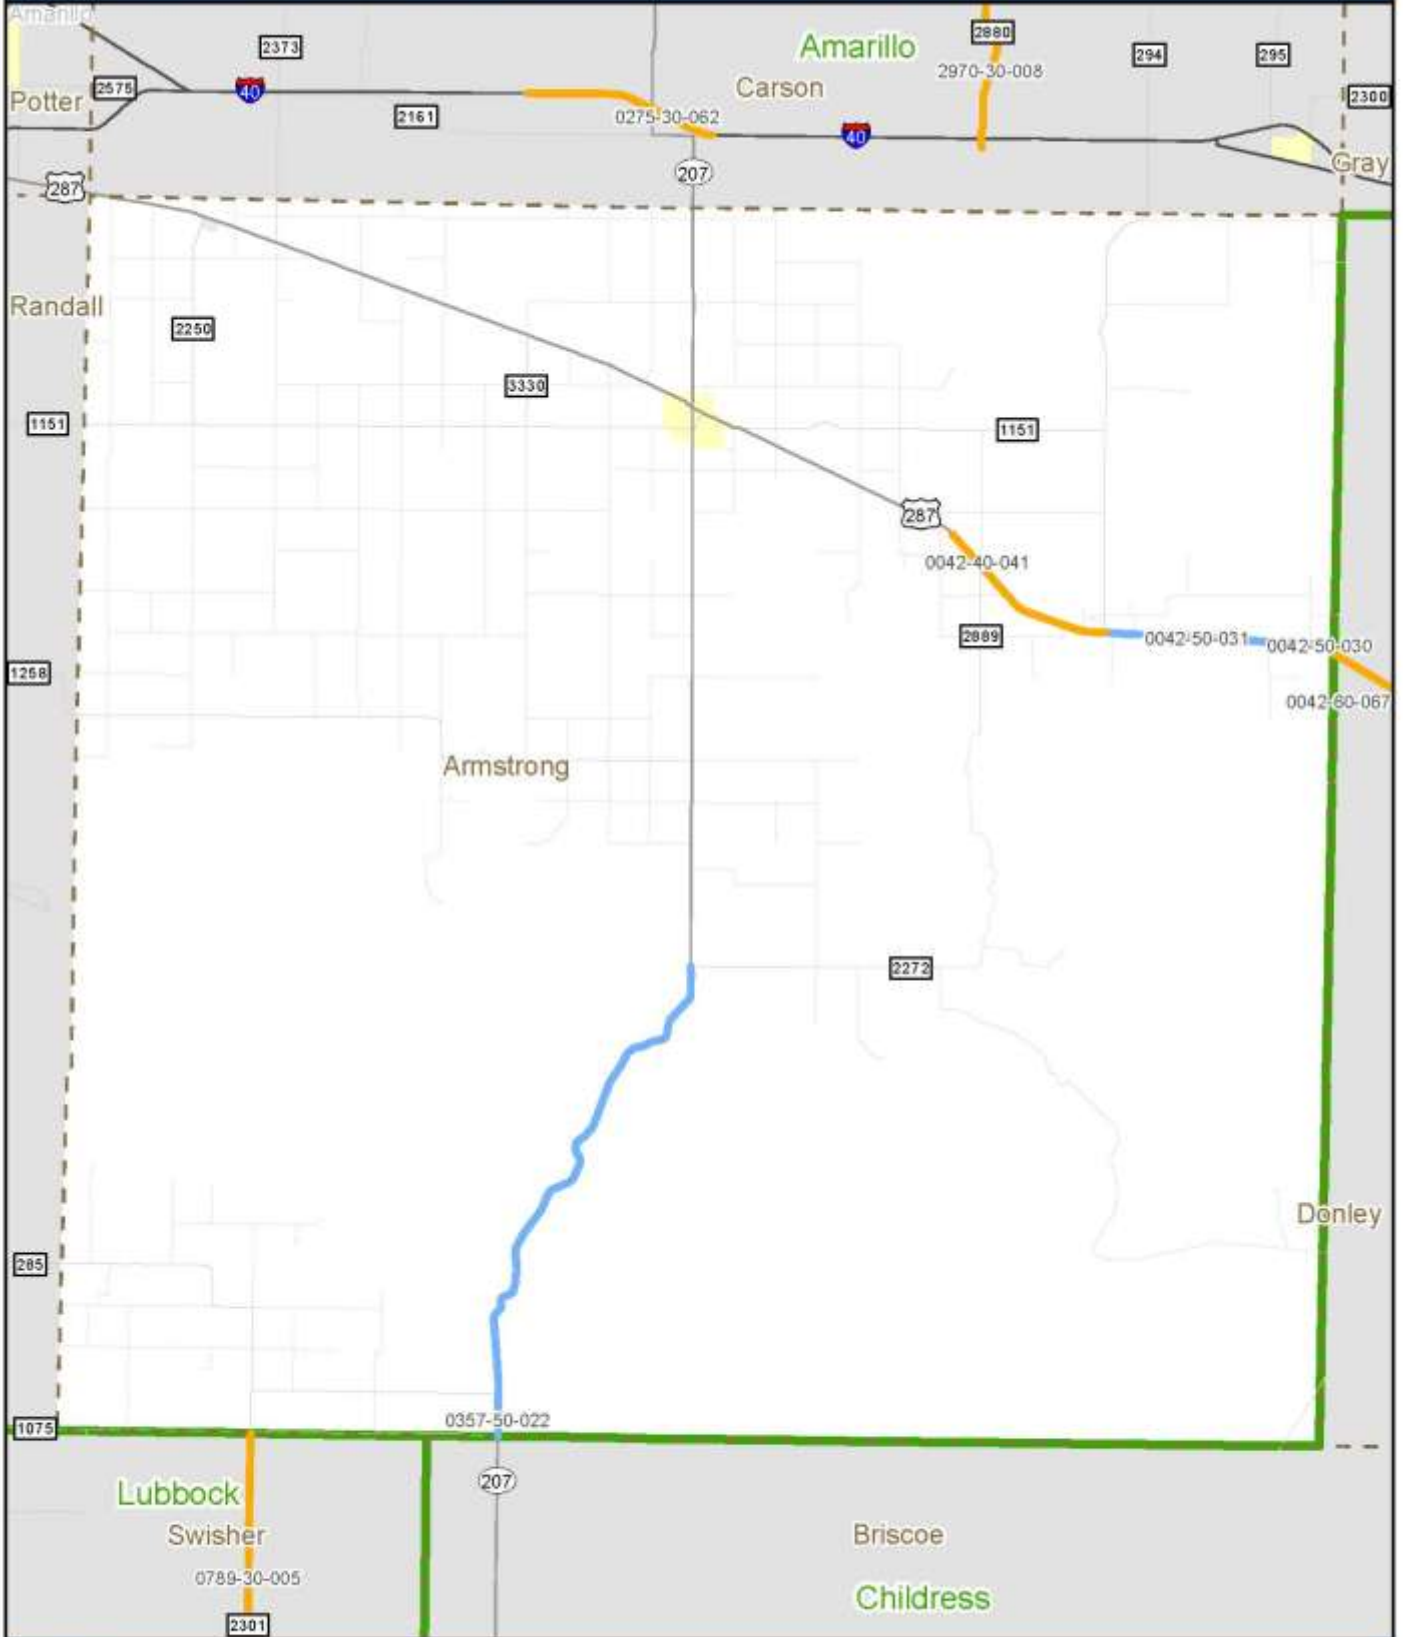 Amarillo
2373
Amarillo
2880
294
295
2970-30-008
2575
40
Carson
2300
Potter
2161
0275-30-062
40
Gray
207
287
Randall
2250
3330
1151
1151
287
0042-40-041
2889
0042-50-031
0042-50-030
1258
0042-60-067
Armstrong
2272
Donley
285
0357-50-022
1075
207
Lubbock
Swisher
Briscoe
0789-30-005
Childress
2301